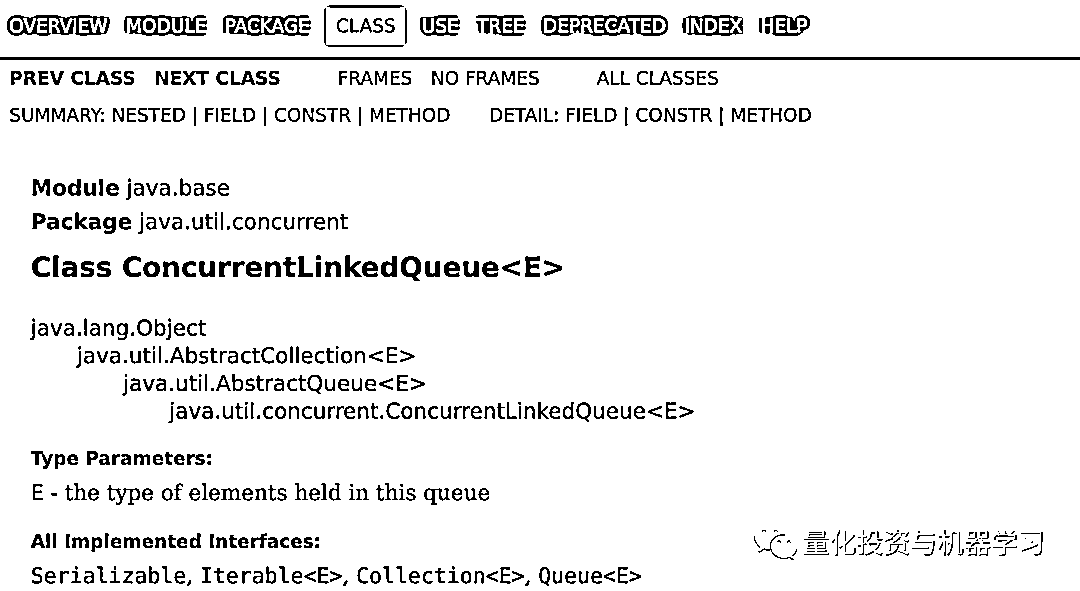 OVERVIEW MODULE PACKAGE CLASS USE TREE DEPRECATED INDEX HELP
PREV CLASS NEXT CLASS FRAMES NO FRAMES ALL CLASSES
SUMMARY: NESTED | FIELD | CONSTR | METHOD DETAIL: FIELD | CONSTR | METHOD
Module java.base
Package java.util.concurrent
Class ConcurrentLinkedQueue<E>
java.lang.Object
java.util.AbstractCollection<E>
java.util.AbstractQueue<E>
java.util.concurrent.ConcurrentLinkedQueue<E>
Type Parameters:
E - the type of elements held in this queue
All Implemented Interfaces:
Serializable, Iterable<E>, Collection<E>, Queue<E>
量化投资与机器学习